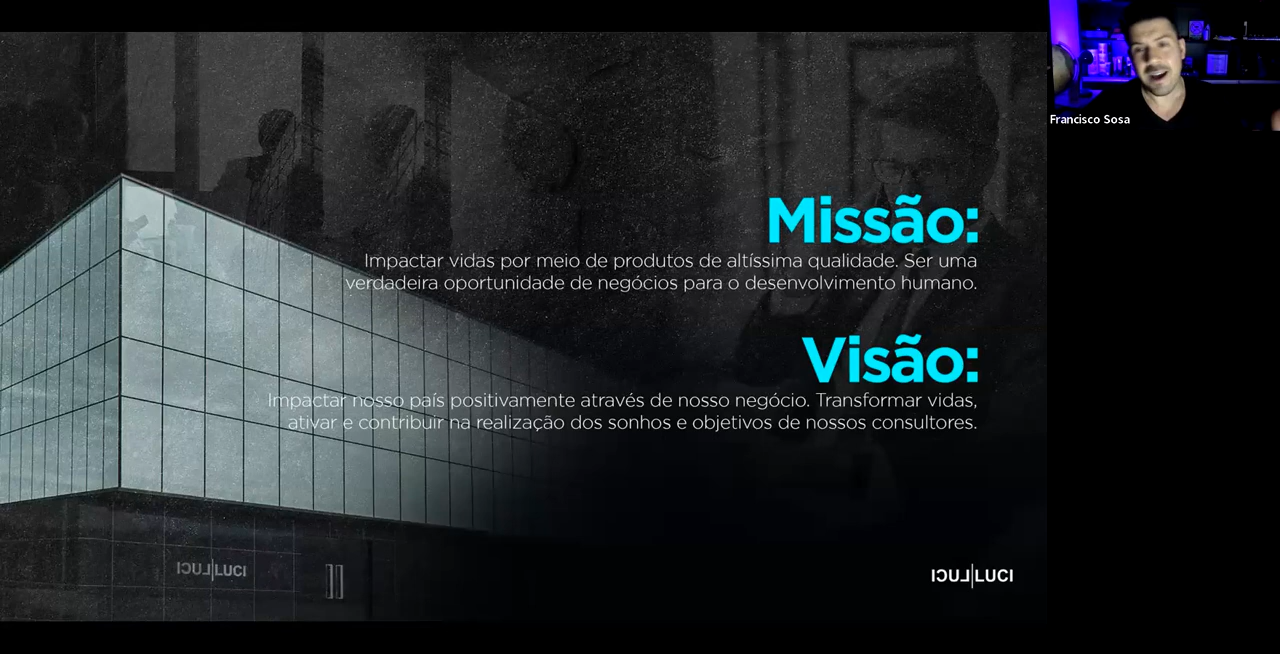 Francisco Sosa
Missão:
Impactar vidas por meio de produtos de altíssima qualidade. Ser uma
verdadeira oportunidade de negócios para o desenvolvimento humano.
Visão:
Impactar nosso país positivamente através de nosso negócio. Transformar vidas,
ativar e contribuir na realização dos sonhos e objetivos de nossos consultores.
LUCI|LUCI
LUCI|LUCI